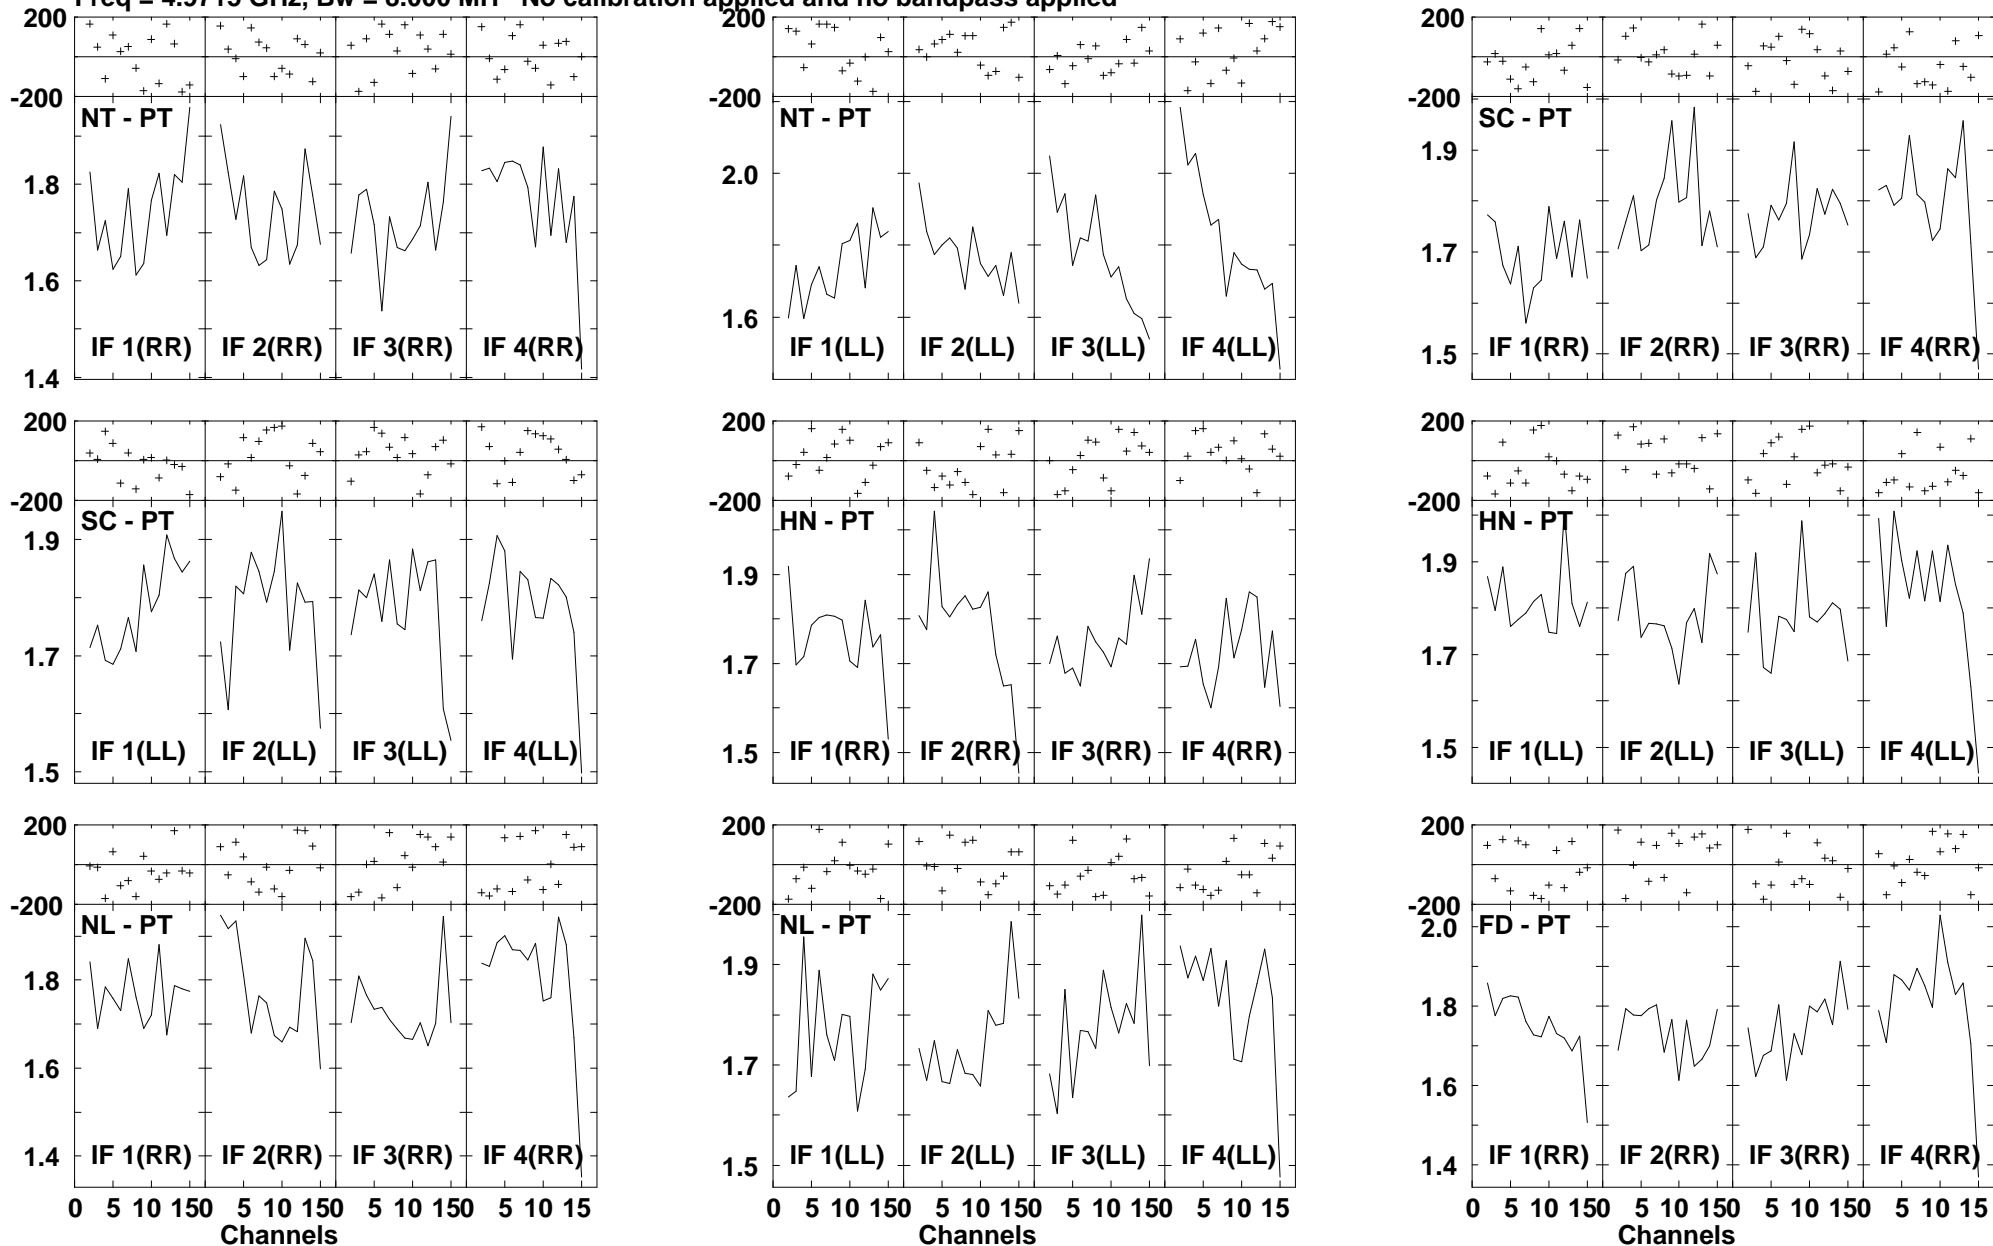 Freq = 4.9715 GHz, Bw = 8.000 MH No calibration applied and no bandpass applied
200 200 200
-200 -200 -200
NT - PT NT - PT SC - PT
1.8 2.0 1.9
1.6 1.6 1.7
1.4 1.5
IF 1(RR) IF 2(RR) IF 3(RR) IF 4(RR) IF 1(LL) IF 2(LL) IF 3(LL) IF 4(LL) IF 1(RR) IF 2(RR) IF 3(RR) IF 4(RR)
200 200 200
-200 -200 -200
SC - PT HN - PT HN - PT
1.9 1.9 1.9
1.7 1.7 1.7
1.5 1.5 1.5
IF 1(LL) IF 2(LL) IF 3(LL) IF 4(LL) IF 1(RR) IF 2(RR) IF 3(RR) IF 4(RR) IF 1(LL) IF 2(LL) IF 3(LL) IF 4(LL)
200 200 200
-200 -200 -200
NL - PT NL - PT FD - PT
2.0
1.8 1.9 1.8
1.6 1.7 1.6
1.4 1.5 1.4
IF 1(RR) IF 2(RR) IF 3(RR) IF 4(RR) IF 1(LL) IF 2(LL) IF 3(LL) IF 4(LL) IF 1(RR) IF 2(RR) IF 3(RR) IF 4(RR)
0 5 10 150 5 10 150 5 10 150 5 10 15 0 5 10 150 5 10 150 5 10 150 5 10 15 0 5 10 150 5 10 150 5 10 150 5 10 15
Channels Channels Channels